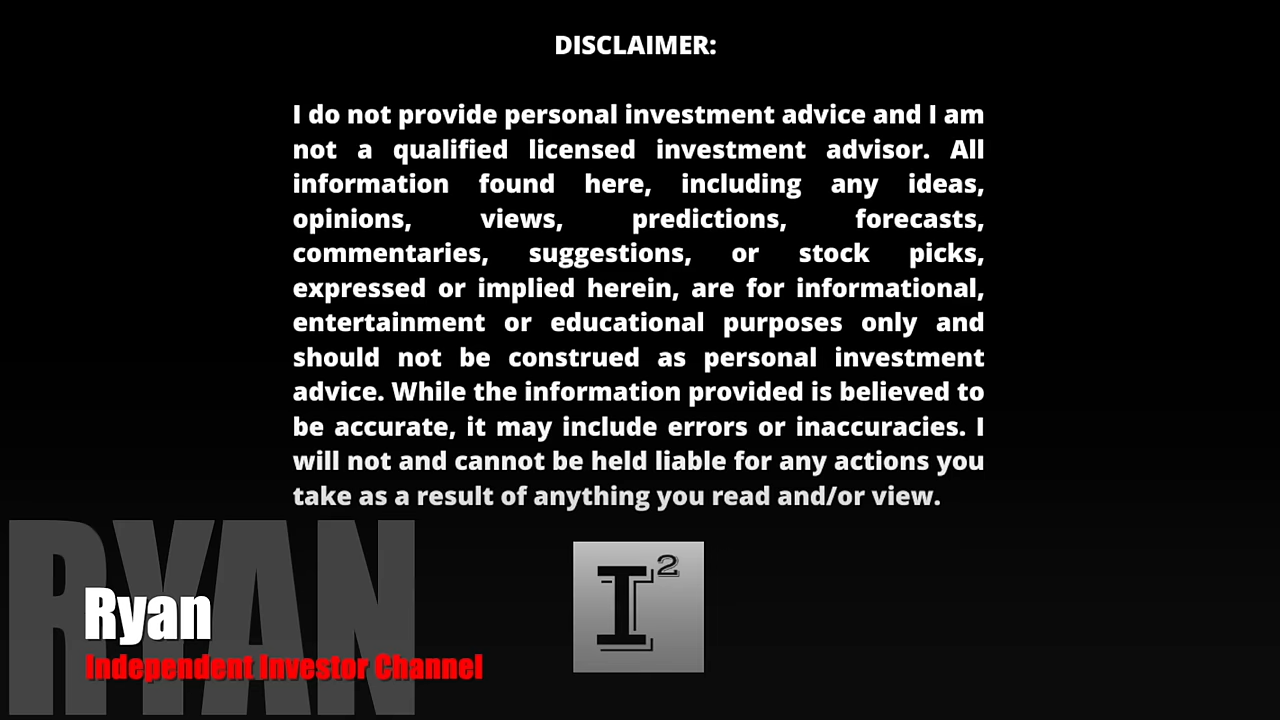 DISCLAIMER:
I do not provide personal investment advice and I am
not a qualified licensed investment advisor. All
information found here, including any ideas,
opinions, views, predictions, forecasts,
commentaries, suggestions, or stock picks,
expressed or implied herein, are for informational,
entertainment or educational purposes only and
should not be construed as personal investment
advice. While the information provided is believed to
be accurate, it may include errors or inaccuracies. I
will not and cannot be held liable for any actions you
take as a result of anything you read and/or view.
RYAN
Ryan
Independent Investor Channel
I²